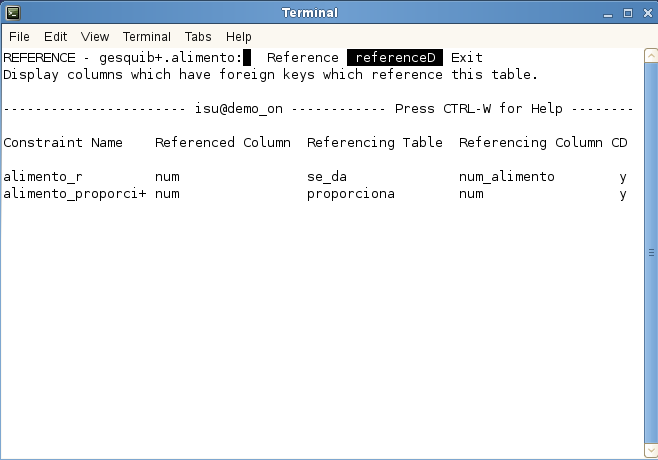 Terminal
File Edit View Terminal Tabs Help
REFERENCE - gesquib+.alimento: Reference referenceD Exit
Display columns which have foreign keys which reference this table.
----------------------- isu@demo_on ------------ Press CTRL-W for Help --------
Constraint Name Referenced Column Referencing Table Referencing Column CD
alimento_r num se_da num_alimento y
alimento_proporci+ num proporciona num y